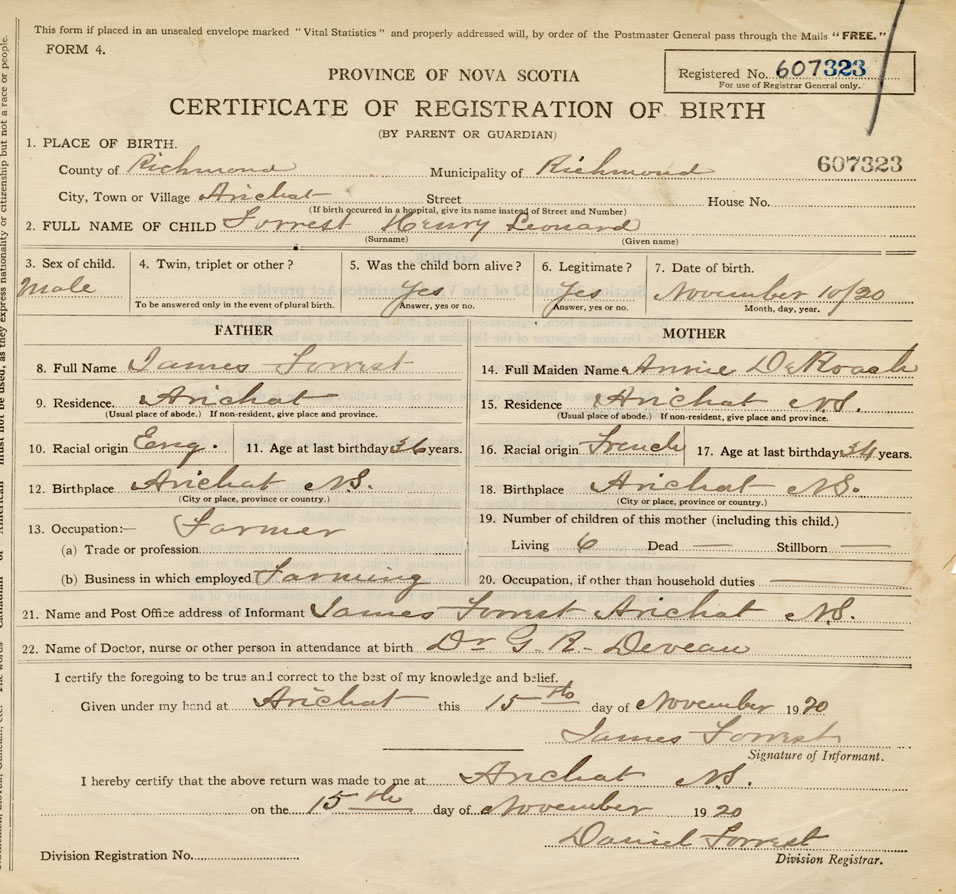 This form if placed in an unsealed envelope marked "Vital Statistics" and properly addressed will, by order of the Postmaster General pass through the Mails "FREE."
FORM 4.
Registered No. 607323
For use of Registrar General only.
PROVINCE OF NOVA SCOTIA
CERTIFICATE OF REGISTRATION OF BIRTH
(BY PARENT OR GUARDIAN)
1. PLACE OF BIRTH.
607323
County of Richmond Municipality of Richmond
City, Town or Village Arichat Street House No.
(If birth occurred in a hospital, give its name instead of Street and Number)
2. FULL NAME OF CHILD Forrest Henry Leonard
(Surname) (Given name)
3. Sex of child. 4. Twin, triplet or other? 5. Was the child born alive? 6. Legitimate? 7. Date of birth.
Male Yes Yes November 10/20
To be answered only in the event of plural birth. Answer, yes or no. Answer, yes or no. Month, day, year.
FATHER
8. Full Name James Forrest
9. Residence. Arichat
(Usual place of abode.) If non-resident, give place and province.
10. Racial origin Eng. 11. Age at last birthday 36 years.
12. Birthplace Arichat N.S.
(City or place, province or country.)
13. Occupation:— Farmer
(a) Trade or profession
(b) Business in which employed Farming
MOTHER
14. Full Maiden Name Annie DeRoach
15. Residence Arichat N.S.
(Usual place of abode.) If non-resident, give place and province.
16. Racial origin French 17. Age at last birthday 34 years.
18. Birthplace Arichat N.S.
(City or place, province or country.)
19. Number of children of this mother (including this child.)
Living 6 Dead — Stillborn —
20. Occupation, if other than household duties —
21. Name and Post Office address of Informant James Forrest Arichat N.S.
22. Name of Doctor, nurse or other person in attendance at birth Dr G. R. Deveau
I certify the foregoing to be true and correct to the best of my knowledge and belief.
Given under my hand at Arichat this 15th day of November 1920
James Forrest
Signature of Informant.
I hereby certify that the above return was made to me at Arichat N.S.
on the 15th day of November 1920
Daniel Forrest
Division Registration No. Division Registrar.
must not be used, as they express nationality or citizenship but not a race or people.